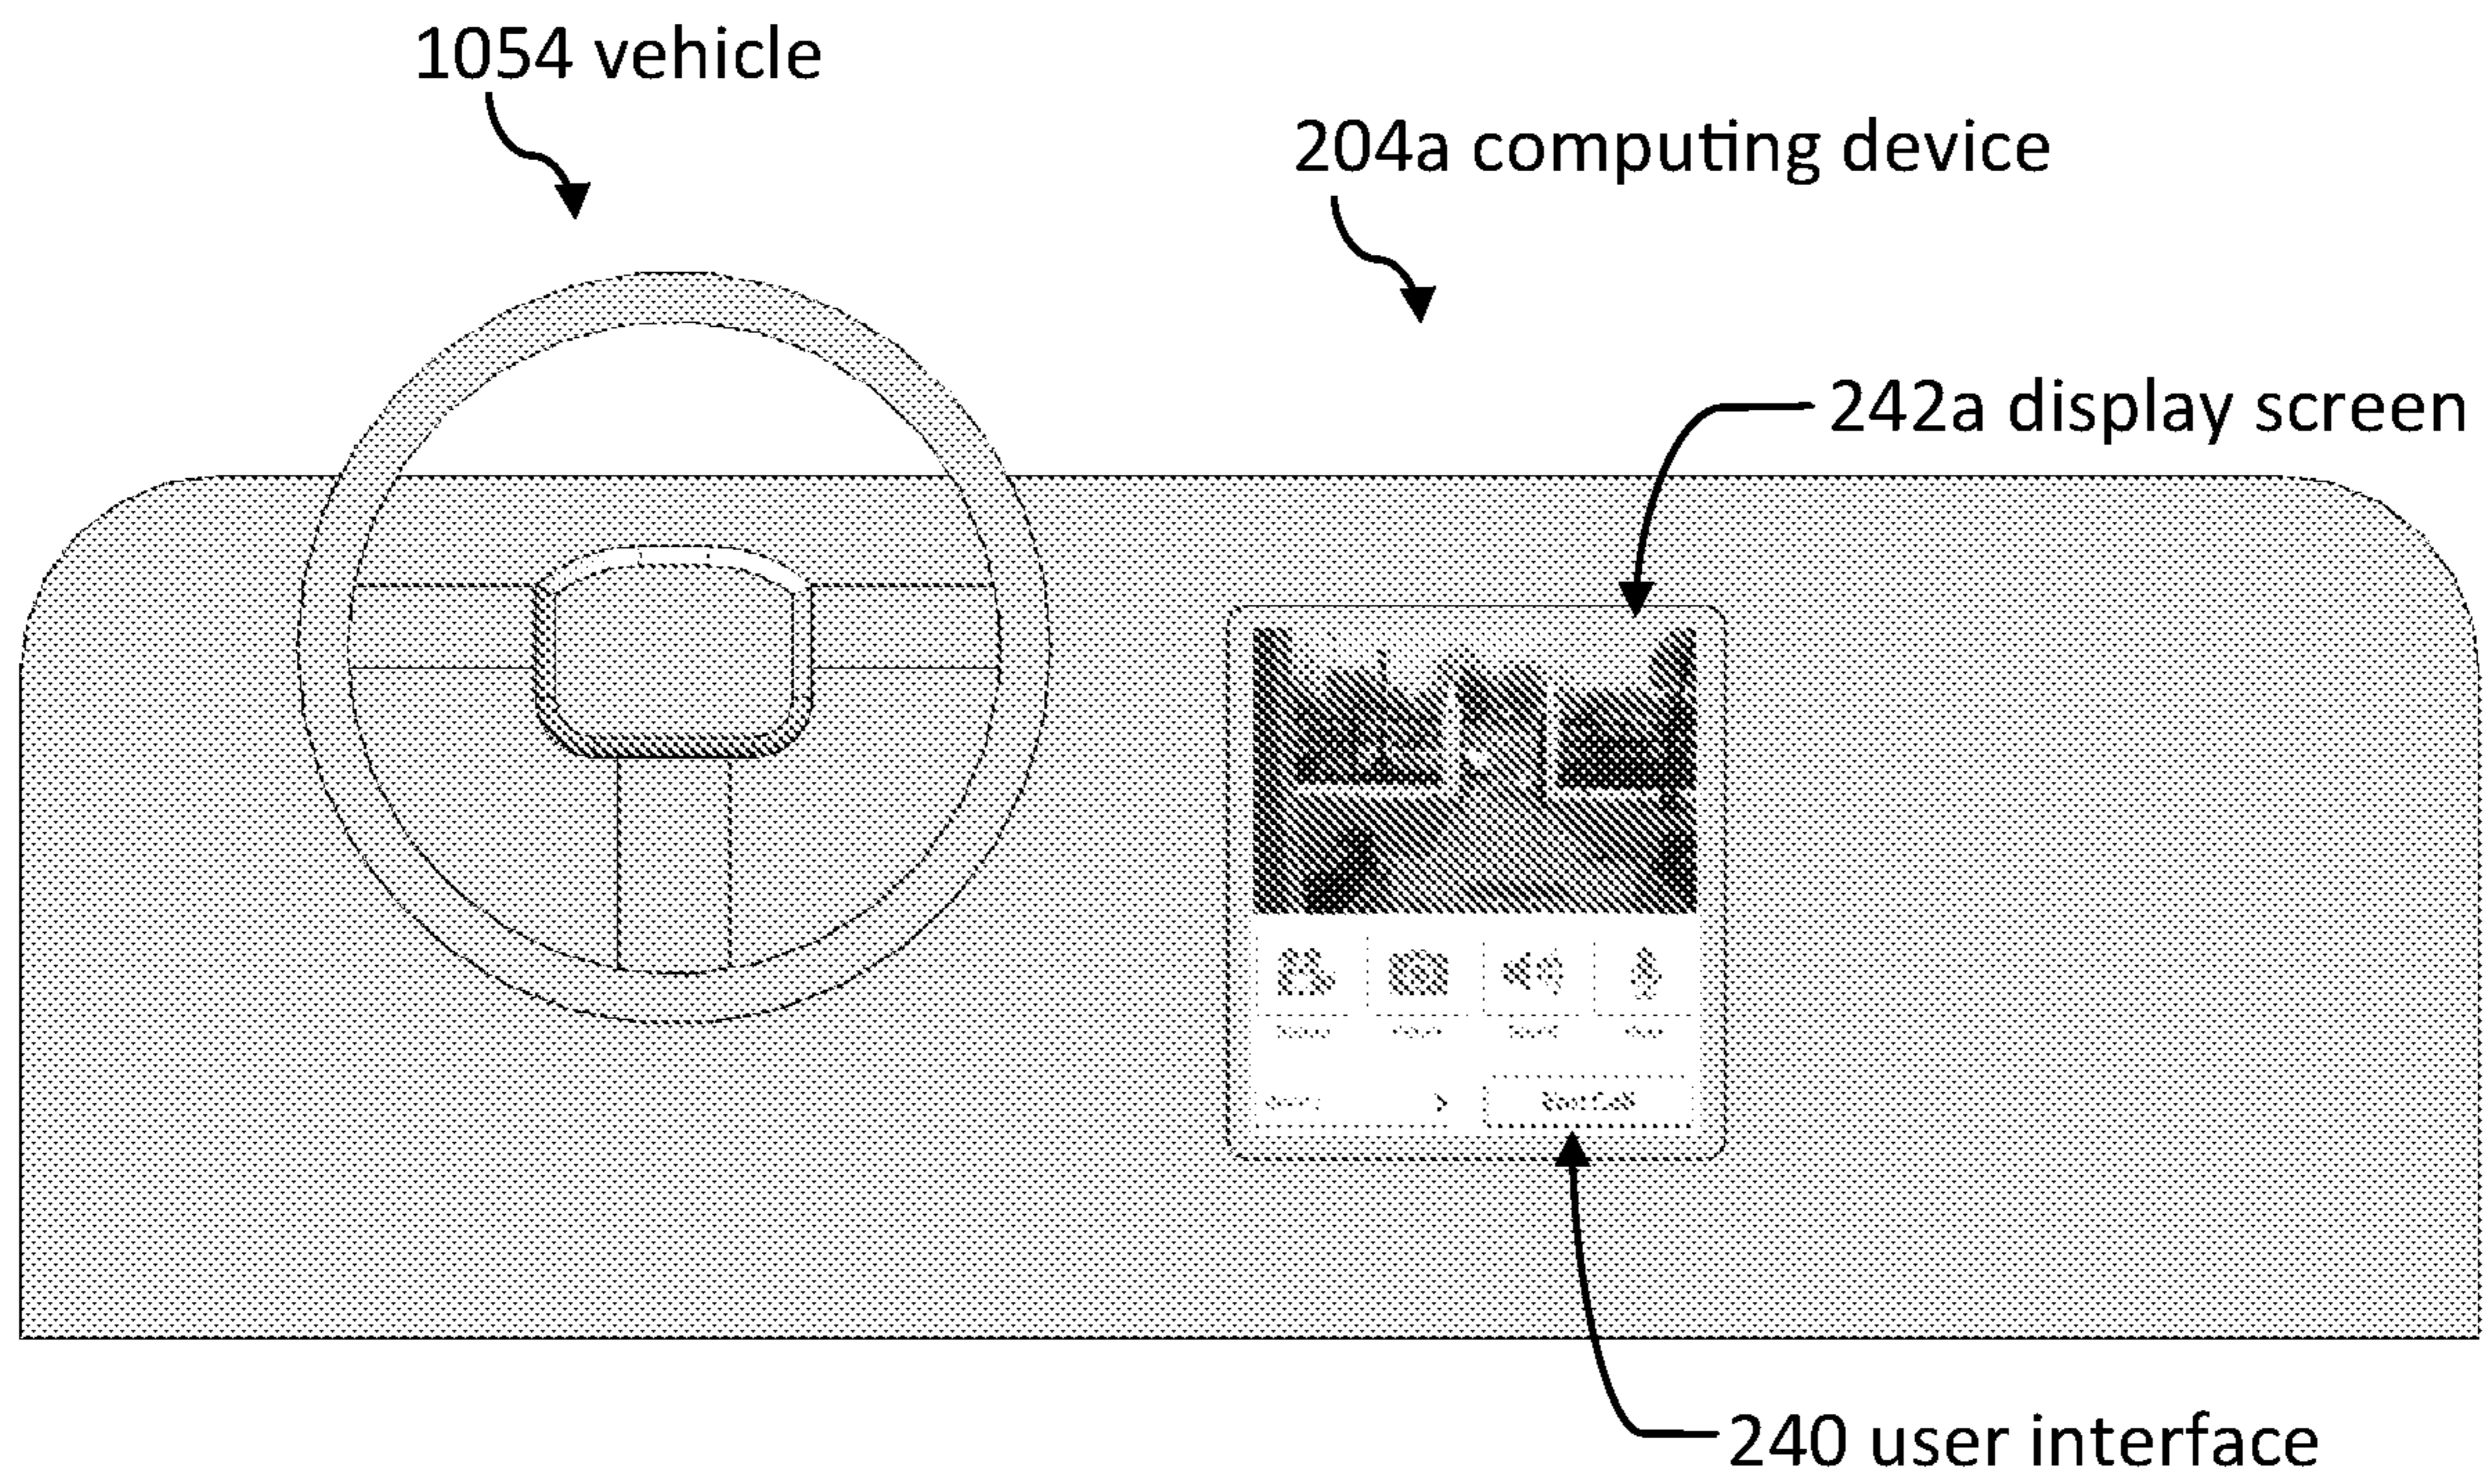 1054 vehicle
204a computing device
242a display screen
240 user interface